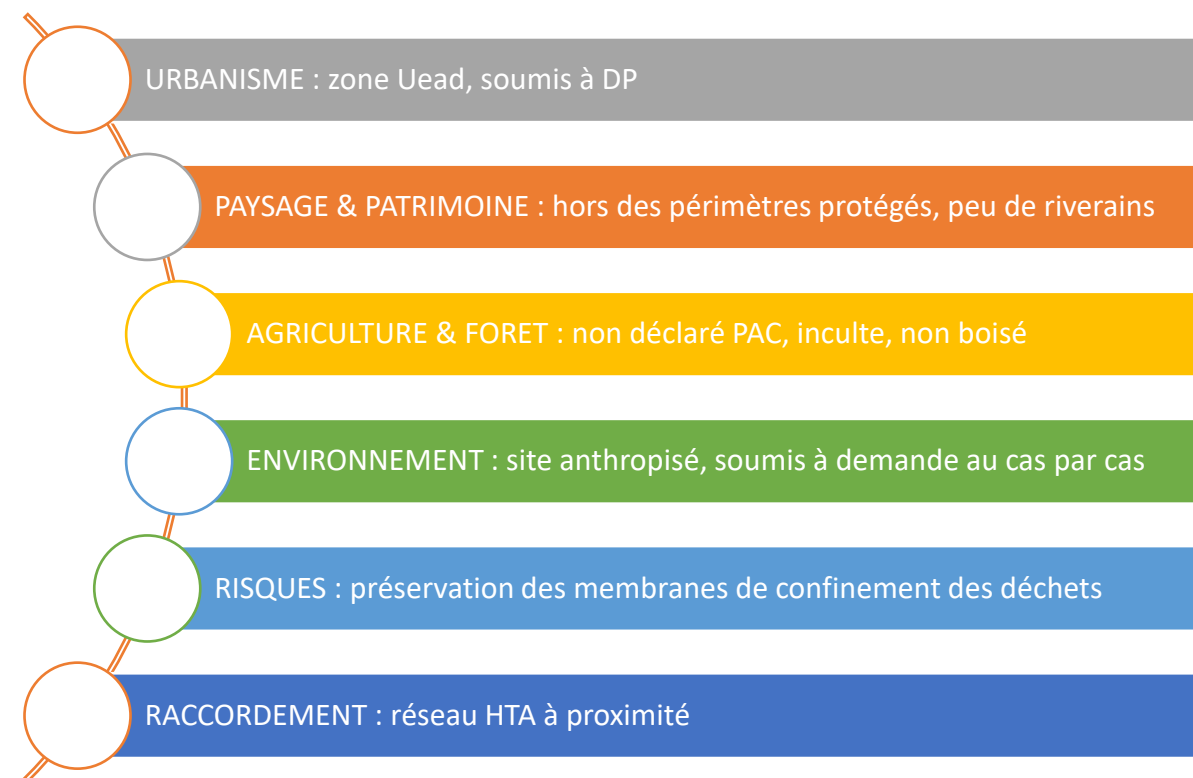 URBANISME : zone Uead, soumis à DP
PAYSAGE & PATRIMOINE : hors des périmètres protégés, peu de riverains
AGRICULTURE & FORET : non déclaré PAC, inculte, non boisé
ENVIRONNEMENT : site anthropisé, soumis à demande au cas par cas
RISQUES : préservation des membranes de confinement des déchets
RACCORDEMENT : réseau HTA à proximité